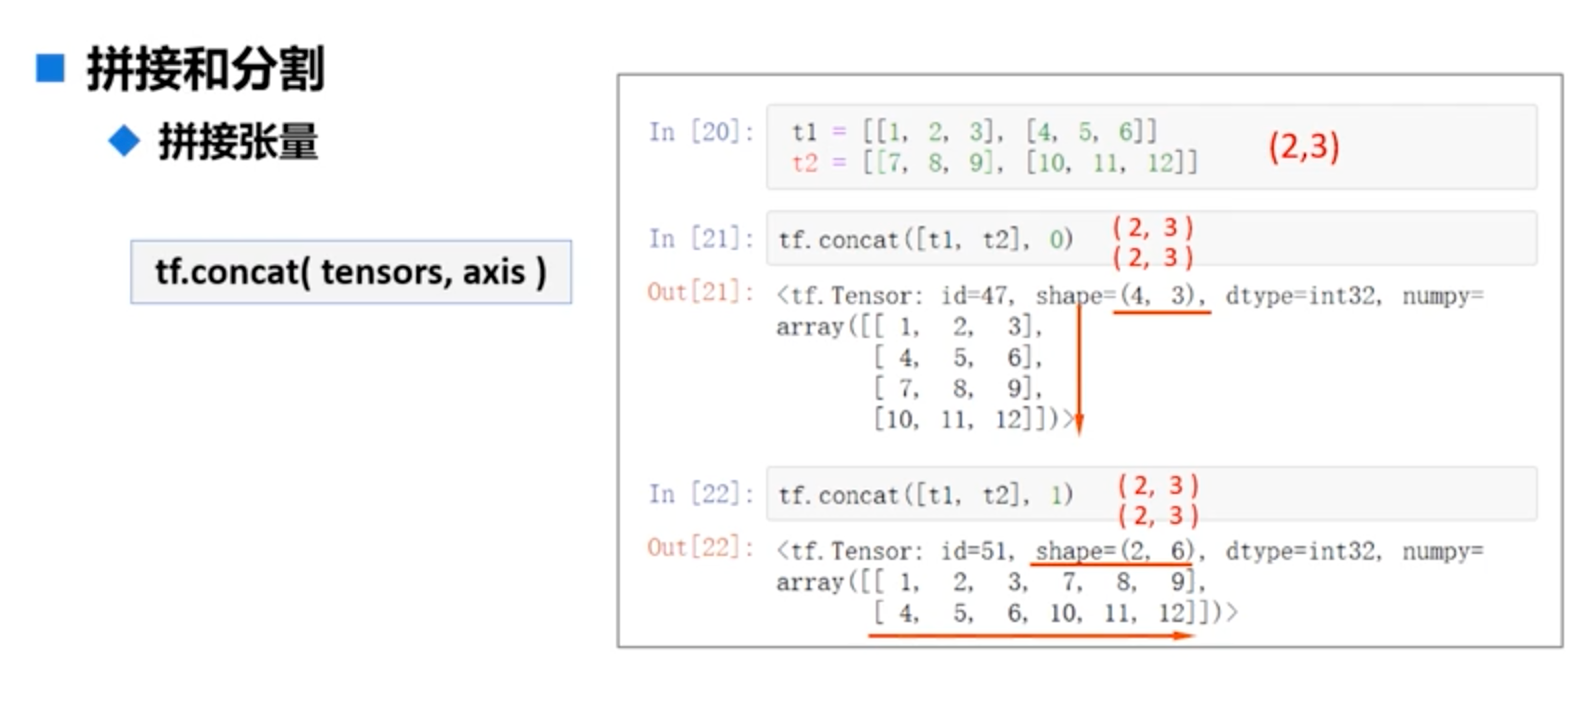 拼接和分割
拼接张量
tf.concat( tensors, axis )
In [20]: t1 = [[1, 2, 3], [4, 5, 6]]
t2 = [[7, 8, 9], [10, 11, 12]]
(2,3)
In [21]: tf.concat([t1, t2], 0)
( 2, 3 )
( 2, 3 )
Out[21]: <tf.Tensor: id=47, shape=(4, 3), dtype=int32, numpy=
array([[ 1, 2, 3],
[ 4, 5, 6],
[ 7, 8, 9],
[10, 11, 12]])>
In [22]: tf.concat([t1, t2], 1)
( 2, 3 )
( 2, 3 )
Out[22]: <tf.Tensor: id=51, shape=(2, 6), dtype=int32, numpy=
array([[ 1, 2, 3, 7, 8, 9],
[ 4, 5, 6, 10, 11, 12]])>